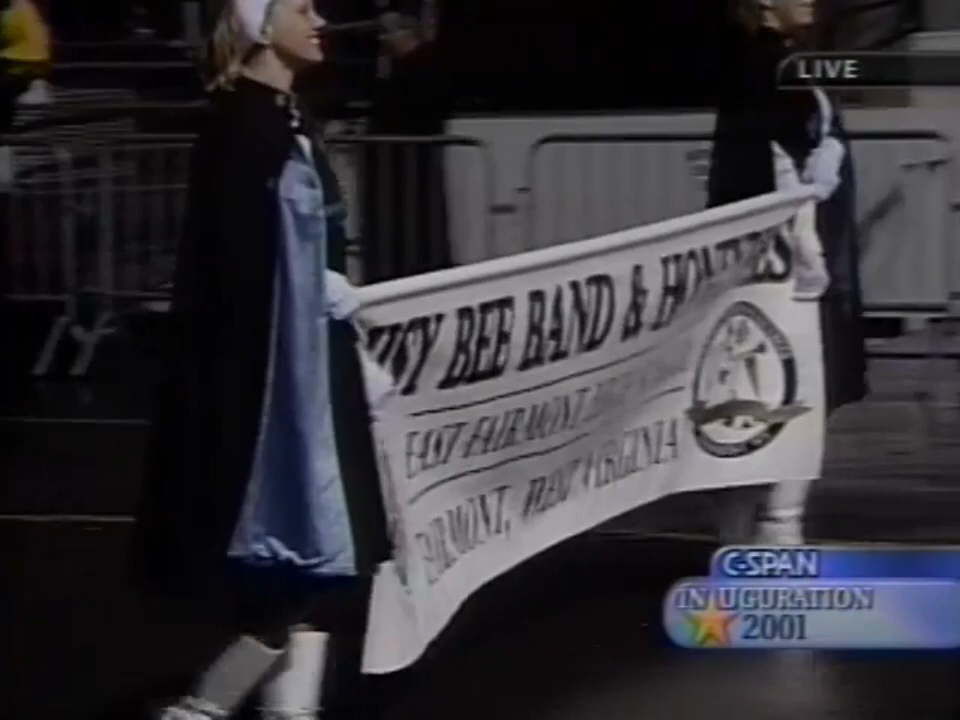 LIVE
BEE BAND &
EAST FAIRMONT
FAIRMONT, WEST VIRGINIA
C-SPAN
INAUGURATION
2001